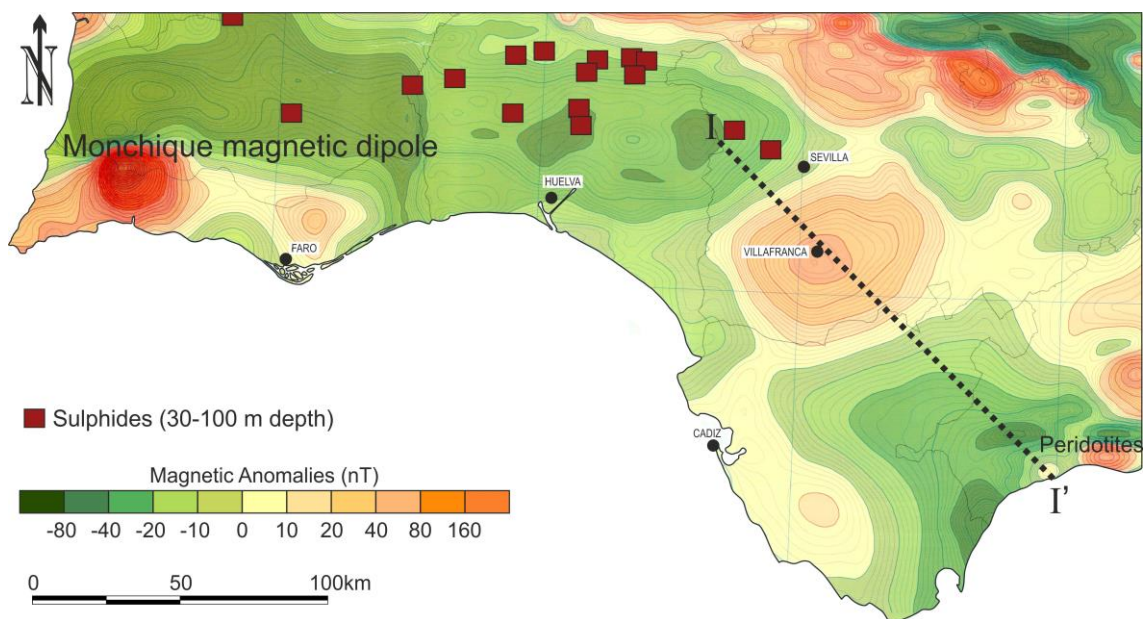 N
Monchique magnetic dipole
I
SEVILLA
HUELVA
VILLAFRANCA
FARO
CADIZ
Peridotites
I'
Sulphides (30-100 m depth)
Magnetic Anomalies (nT)
-80 -40 -20 -10 0 10 20 40 80 160
0 50 100km